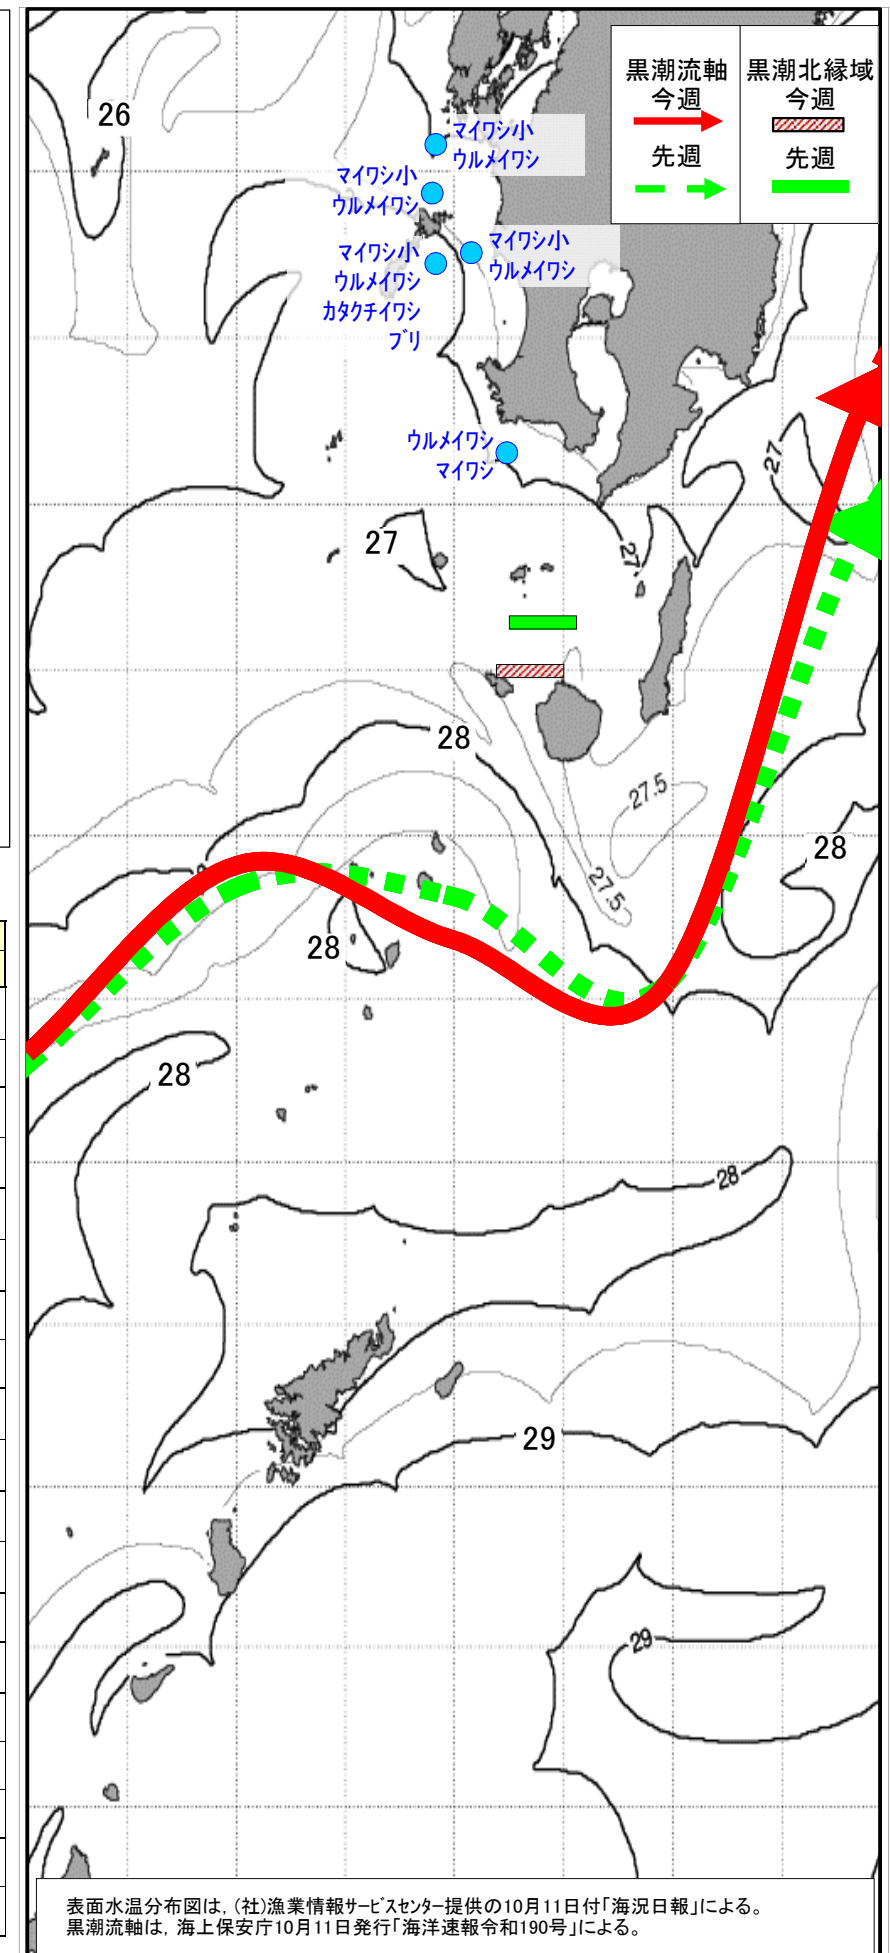 黒潮流軸
今週
先週
黒潮北縁域
今週
先週
26
マイワシ小
ウルメイワシ
マイワシ小
ウルメイワシ
マイワシ小
ウルメイワシ
マイワシ小
ウルメイワシ
カタクチイワシ
ブリ
ウルメイワシ
マイワシ
27
27
27
28
27.5
28
27.5
28
28
28
29
29
表面水温分布図は，(社)漁業情報サービスセンター提供の10月11日付「海況日報」による。
黒潮流軸は，海上保安庁10月11日発行「海洋速報令和190号」による。